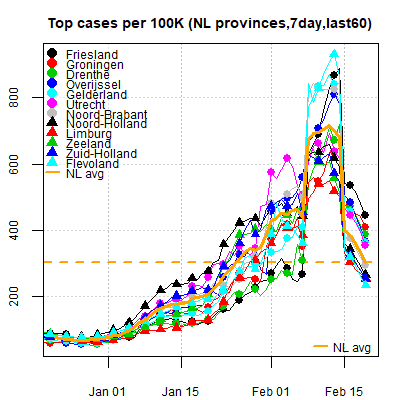 Top cases per 100K (NL provinces,7day,last60)
Friesland
Groningen
Drenthe
Overijssel
Gelderland
Utrecht
Noord-Brabant
Noord-Holland
Limburg
Zeeland
Zuid-Holland
Flevoland
NL avg
800
600
400
200
NL avg
Jan 01
Jan 15
Feb 01
Feb 15